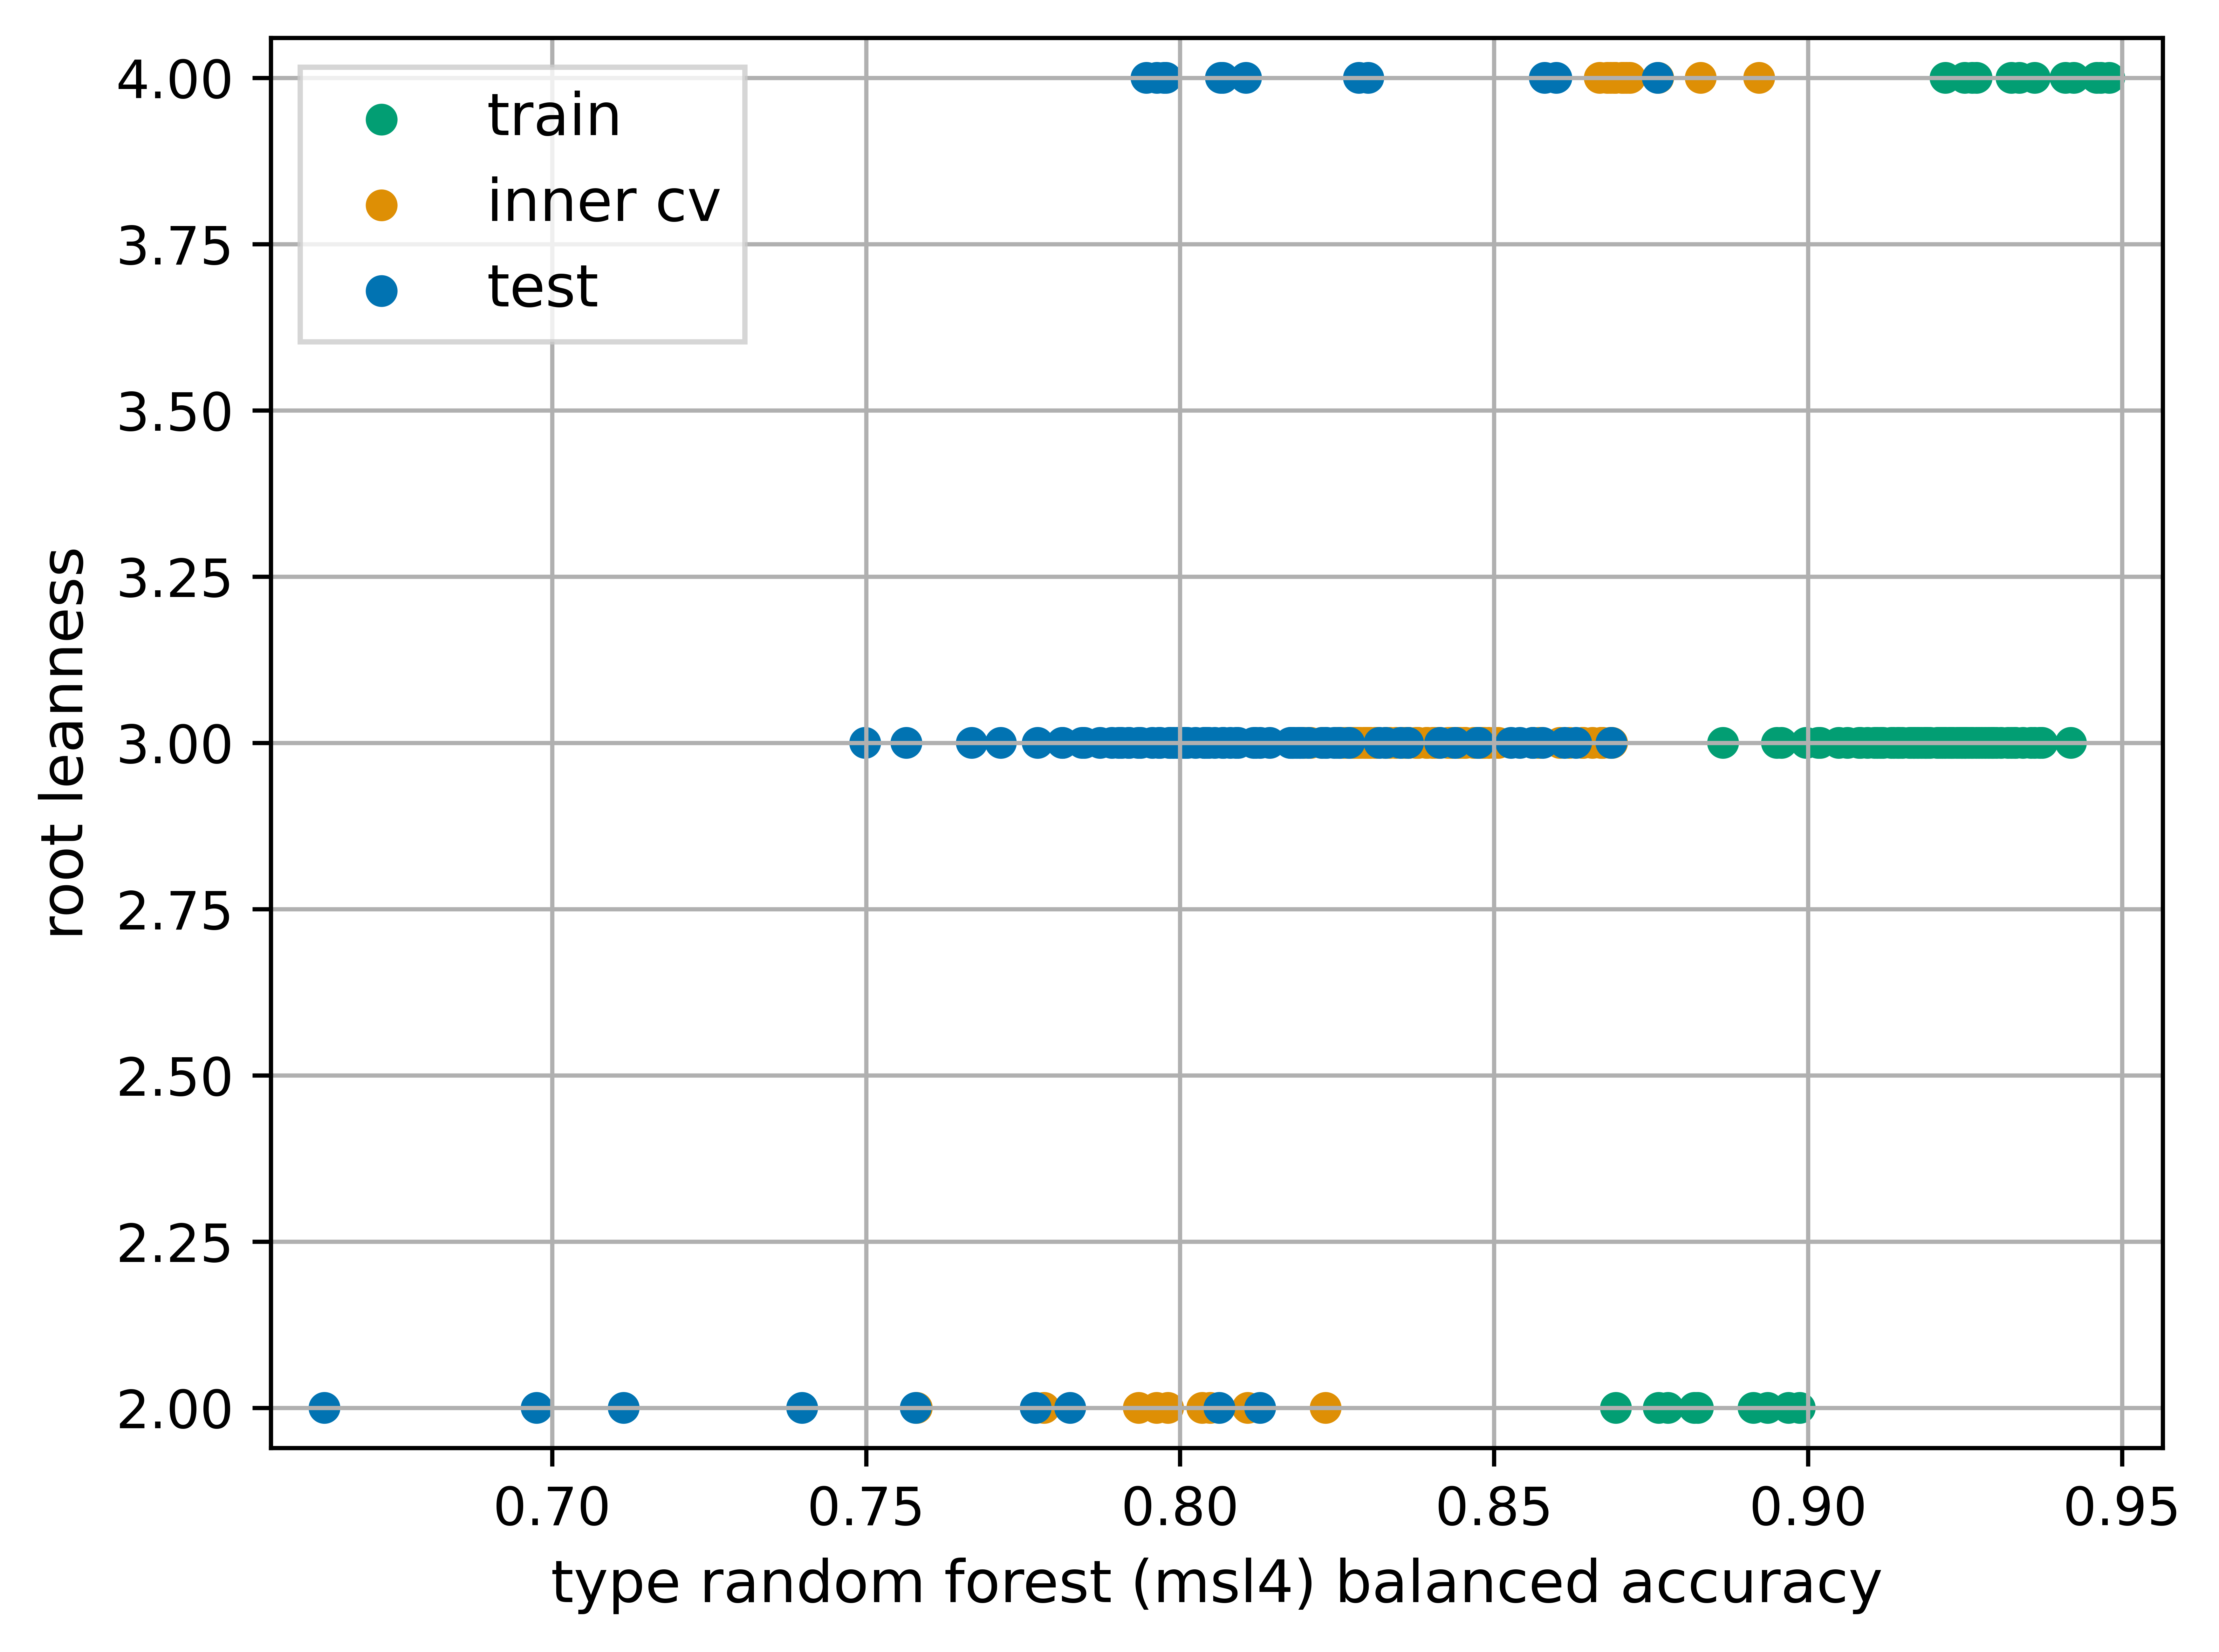 train
inner cv
test
4.00
3.75
3.50
3.25
3.00
2.75
2.50
2.25
2.00
root leanness
0.70 0.75 0.80 0.85 0.90 0.95
type random forest (msl4) balanced accuracy